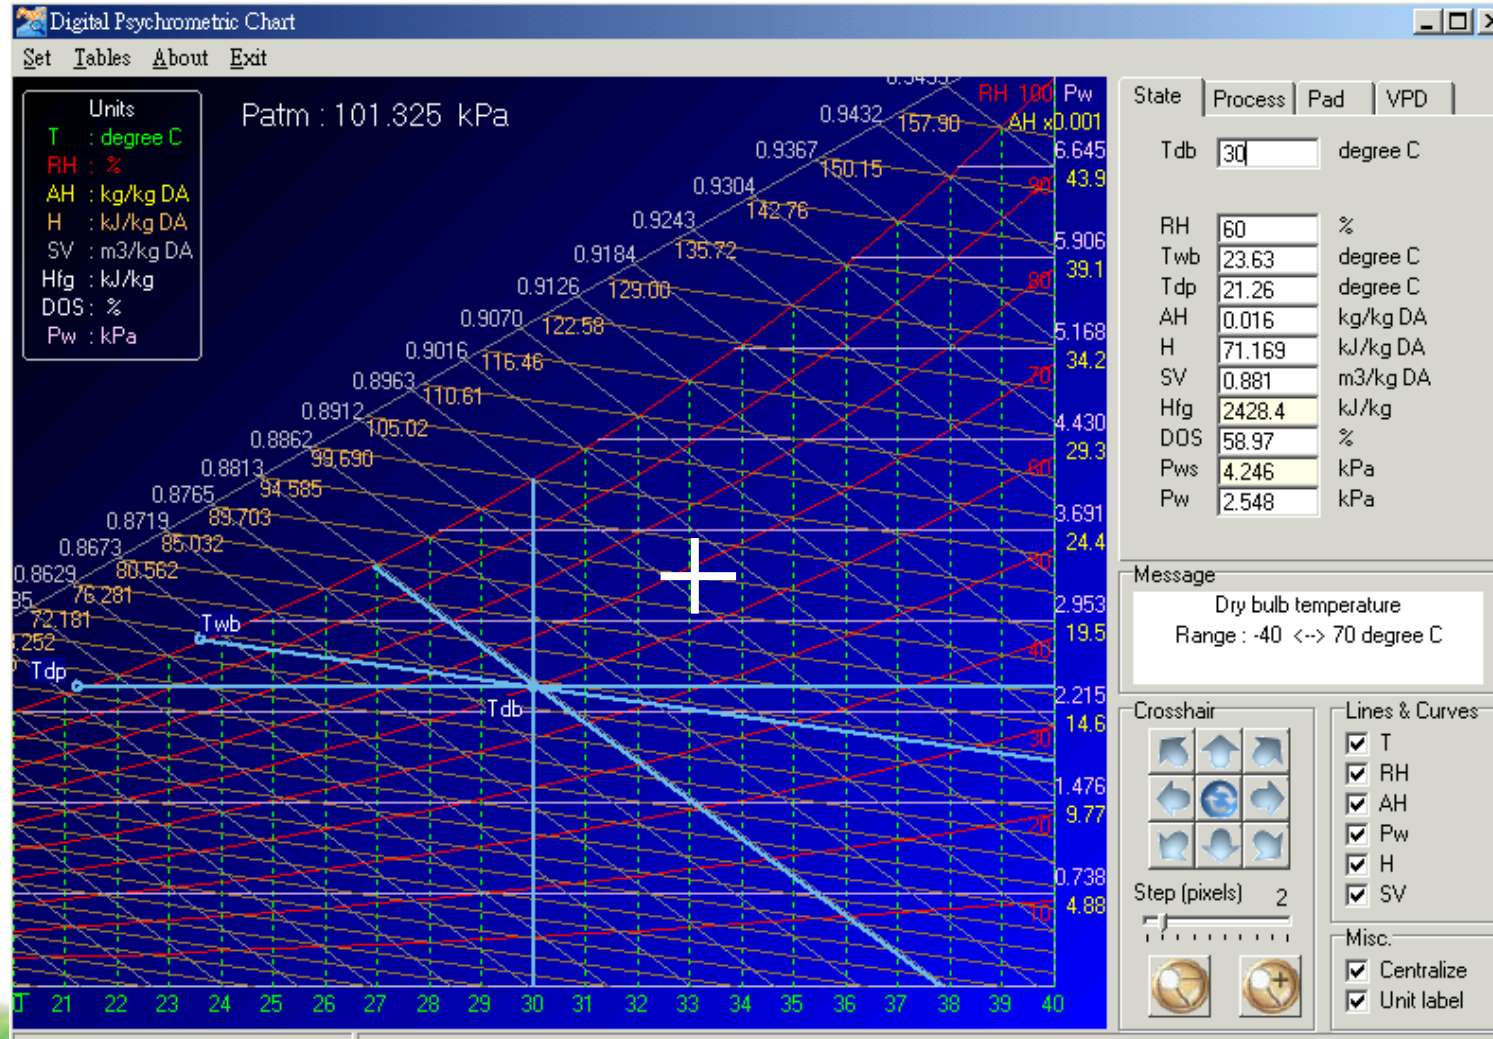 Digital Psychrometric Chart
Set Tables About Exit
Units
T : degree C
RH : %
AH : kg/kg DA
H : kJ/kg DA
SV : m3/kg DA
Hfg : kJ/kg
DOS : %
Pw : kPa
Patm : 101.325 kPa
RH 100 Pw
AH x0.001
0.9432 157.90
0.9367 150.15
0.9304 142.76
0.9243 135.72
0.9184 129.00
0.9126 122.58
0.9070 116.46
0.9016 110.61
0.8963 105.02
0.8912 99.690
0.8862 94.585
0.8813 89.703
0.8765 85.032
0.8719 80.562
0.8673 76.281
0.8629 72.181
.252
6.645
43.9
90
5.906
39.1
80
5.168
34.2
70
4.430
29.3
60
3.691
24.4
50
2.953
19.5
40
2.215
14.6
30
1.476
9.77
20
0.738
4.88
10
Twb
Tdp
Tdb
T 21 22 23 24 25 26 27 28 29 30 31 32 33 34 35 36 37 38 39 40
State Process Pad VPD
Tdb 30 degree C
RH 60 %
Twb 23.63 degree C
Tdp 21.26 degree C
AH 0.016 kg/kg DA
H 71.169 kJ/kg DA
SV 0.881 m3/kg DA
Hfg 2428.4 kJ/kg
DOS 58.97 %
Pws 4.246 kPa
Pw 2.548 kPa
Message
Dry bulb temperature
Range : -40 <--> 70 degree C
Crosshair
Step (pixels) 2
Lines & Curves
T
RH
AH
Pw
H
SV
Misc.
Centralize
Unit label